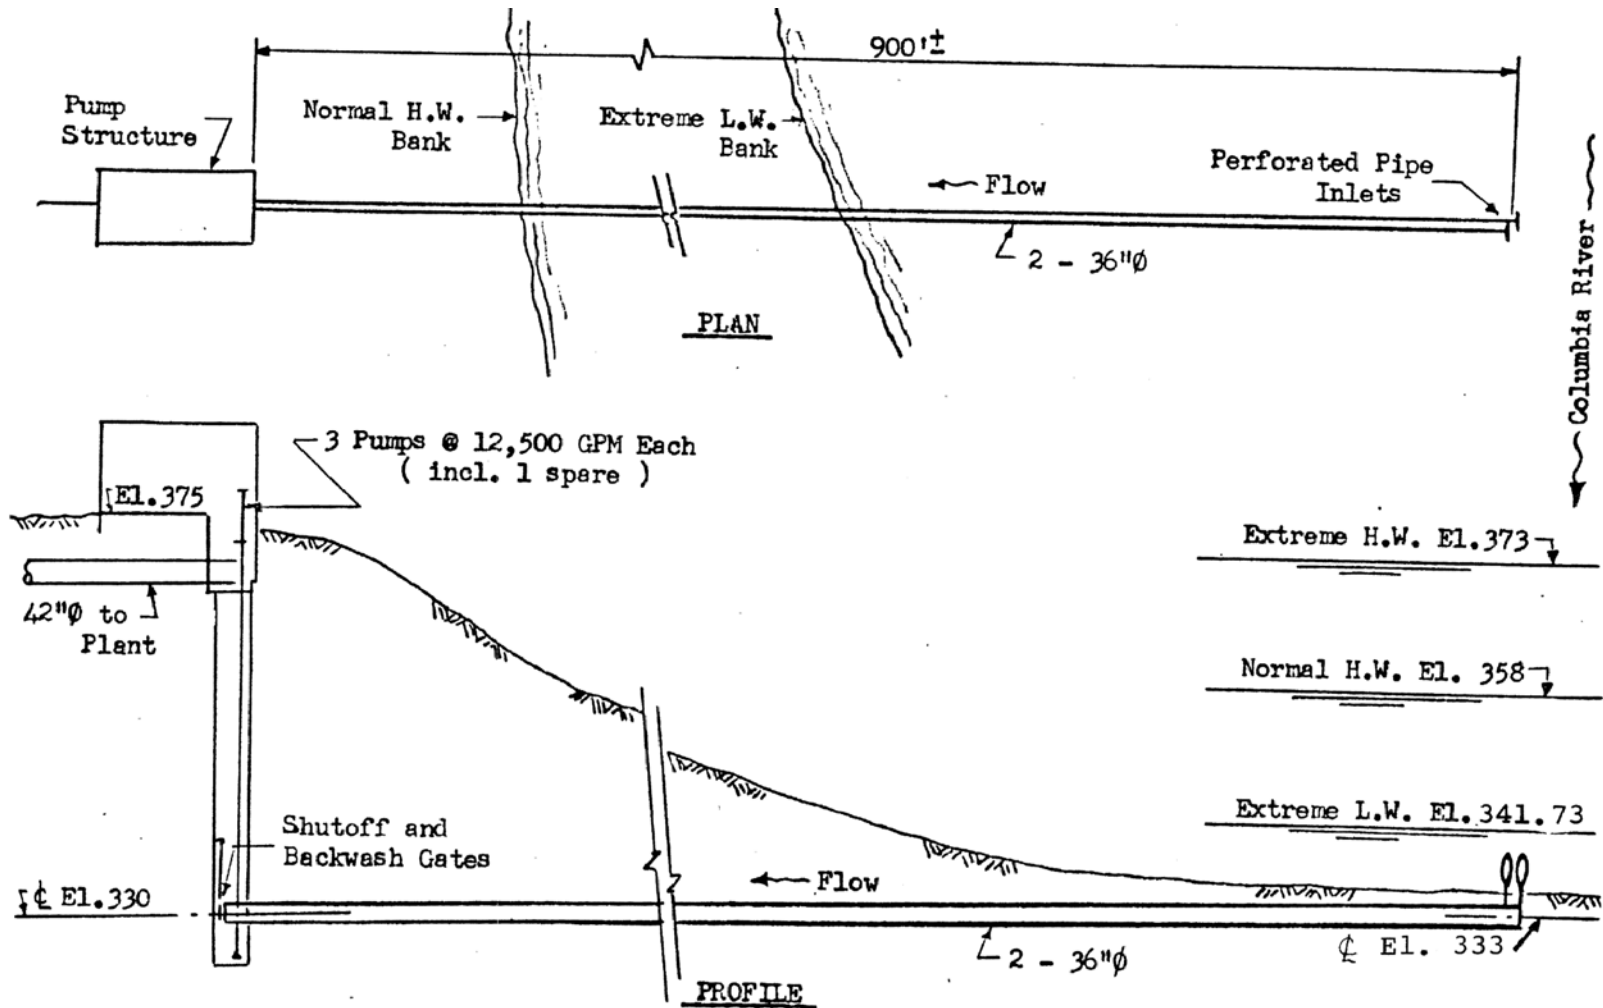 900'±
Pump
Structure
Normal H.W.
Bank
Extreme L.W.
Bank
Perforated Pipe
Inlets
Flow
2 - 36"Ø
Columbia River
PLAN
3 Pumps @ 12,500 GPM Each
( incl. 1 spare )
El.375
42"Ø to
Plant
Extreme H.W. El.373
Normal H.W. El. 358
Extreme L.W. El.341.73
Shutoff and
Backwash Gates
℄ El.330
Flow
2 - 36"Ø
℄ El. 333
PROFILE